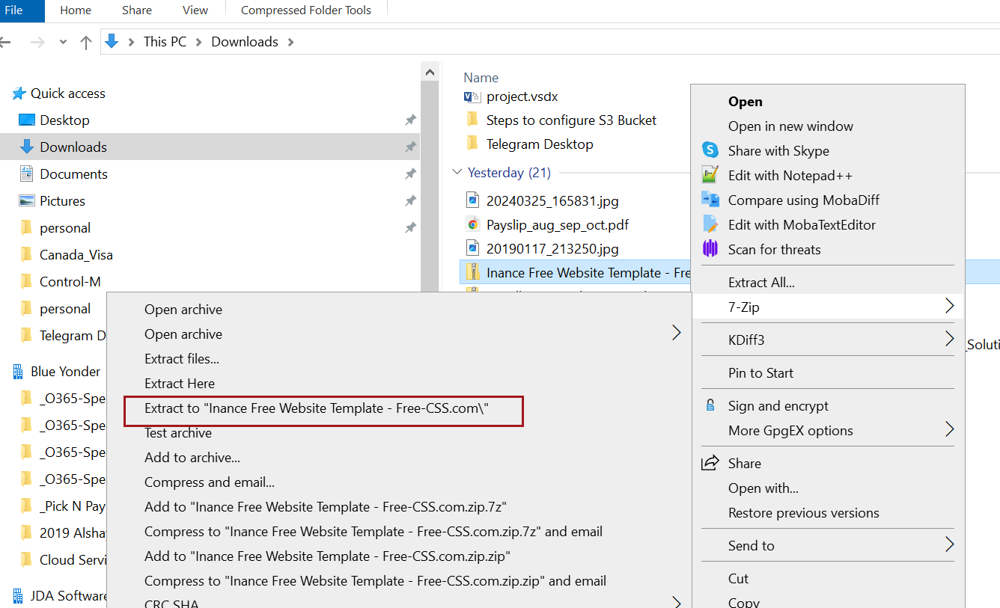 File Home Share View Compressed Folder Tools
This PC Downloads
Quick access
Desktop
Downloads
Documents
Pictures
personal
Canada_Visa
Control-M
personal
Telegram D
Blue Yonder
_O365-Spe
_O365-Spe
_O365-Spe
_O365-Spe
_Pick N Pay
2019 Alsha
Cloud Servi
JDA Software
Name
project.vsdx
Steps to configure S3 Bucket
Telegram Desktop
Yesterday (21)
20240325_165831.jpg
Payslip_aug_sep_oct.pdf
20190117_213250.jpg
Inance Free Website Template - Fre
_Soluti
Open archive
Open archive
Extract files...
Extract Here
Extract to "Inance Free Website Template - Free-CSS.com\"
Test archive
Add to archive...
Compress and email...
Add to "Inance Free Website Template - Free-CSS.com.zip.7z"
Compress to "Inance Free Website Template - Free-CSS.com.zip.7z" and email
Add to "Inance Free Website Template - Free-CSS.com.zip.zip"
Compress to "Inance Free Website Template - Free-CSS.com.zip.zip" and email
CRC SHA
Open
Open in new window
Share with Skype
Edit with Notepad++
Compare using MobaDiff
Edit with MobaTextEditor
Scan for threats
Extract All...
7-Zip
KDiff3
Pin to Start
Sign and encrypt
More GpgEX options
Share
Open with...
Restore previous versions
Send to
Cut
Copy